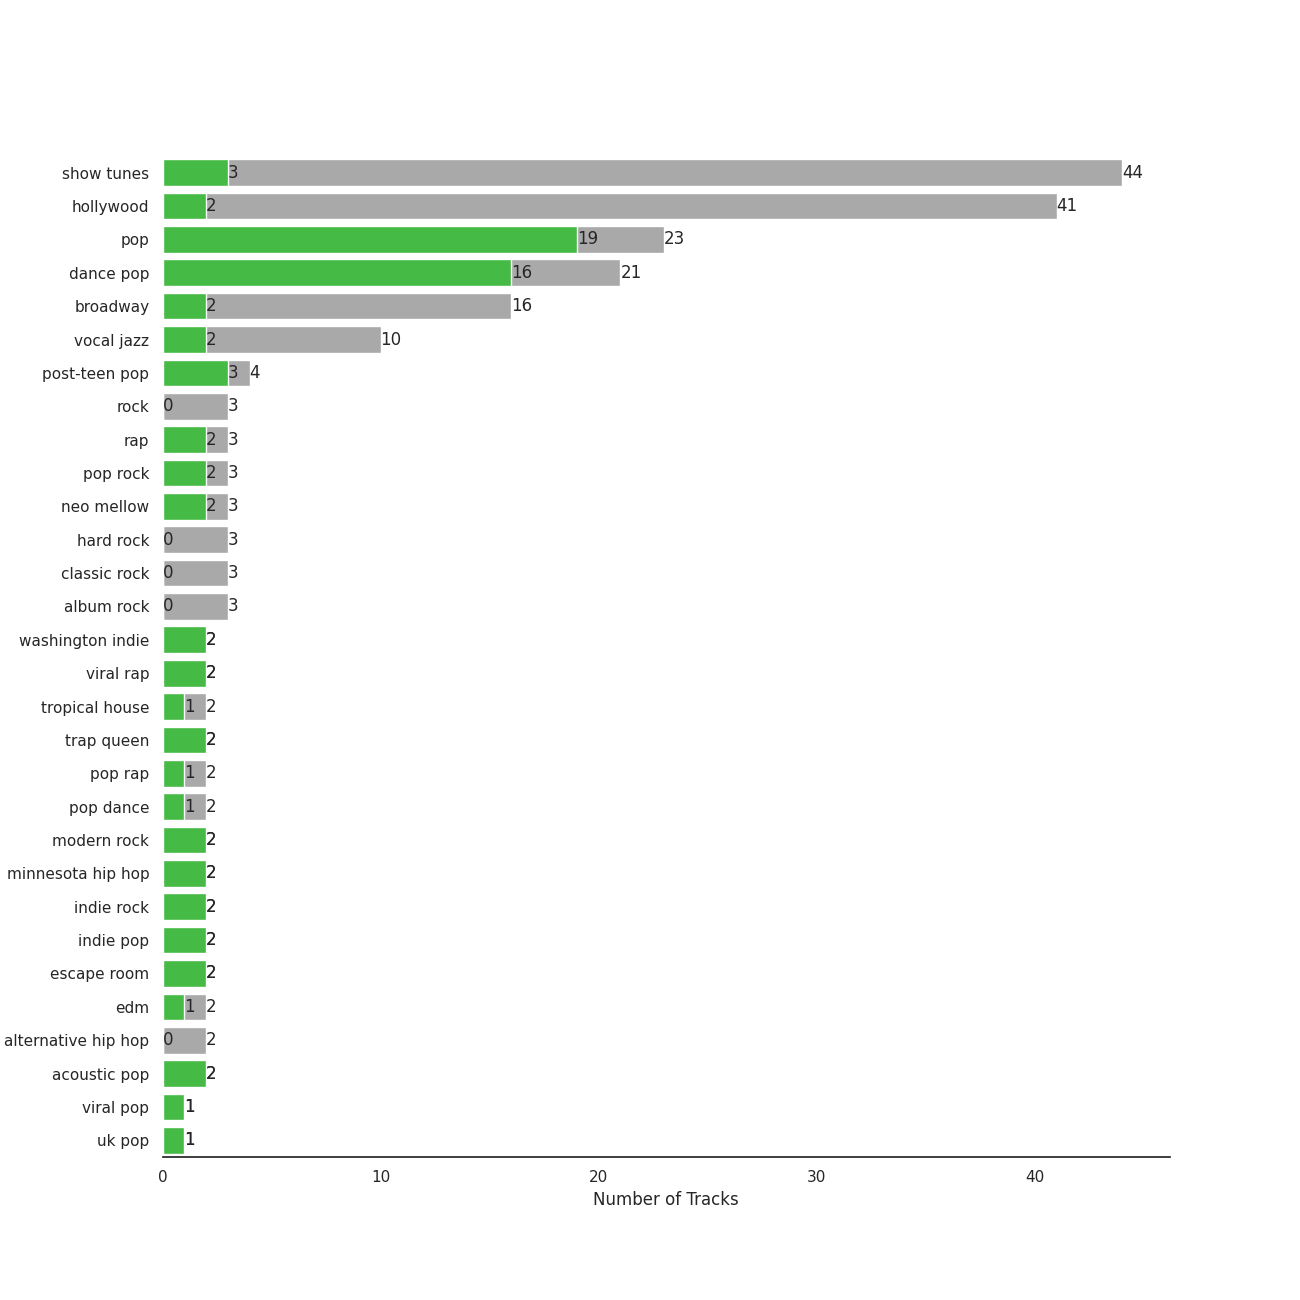 show tunes 3 44
hollywood 2 41
pop 19 23
dance pop 16 21
broadway 2 16
vocal jazz 2 10
post-teen pop 3 4
rock 0 3
rap 2 3
pop rock 2 3
neo mellow 2 3
hard rock 0 3
classic rock 0 3
album rock 0 3
washington indie 2
viral rap 2
tropical house 1 2
trap queen 2
pop rap 1 2
pop dance 1 2
modern rock 2
minnesota hip hop 2
indie rock 2
indie pop 2
escape room 2
edm 1 2
alternative hip hop 0 2
acoustic pop 2
viral pop 1
uk pop 1
0 10 20 30 40
Number of Tracks